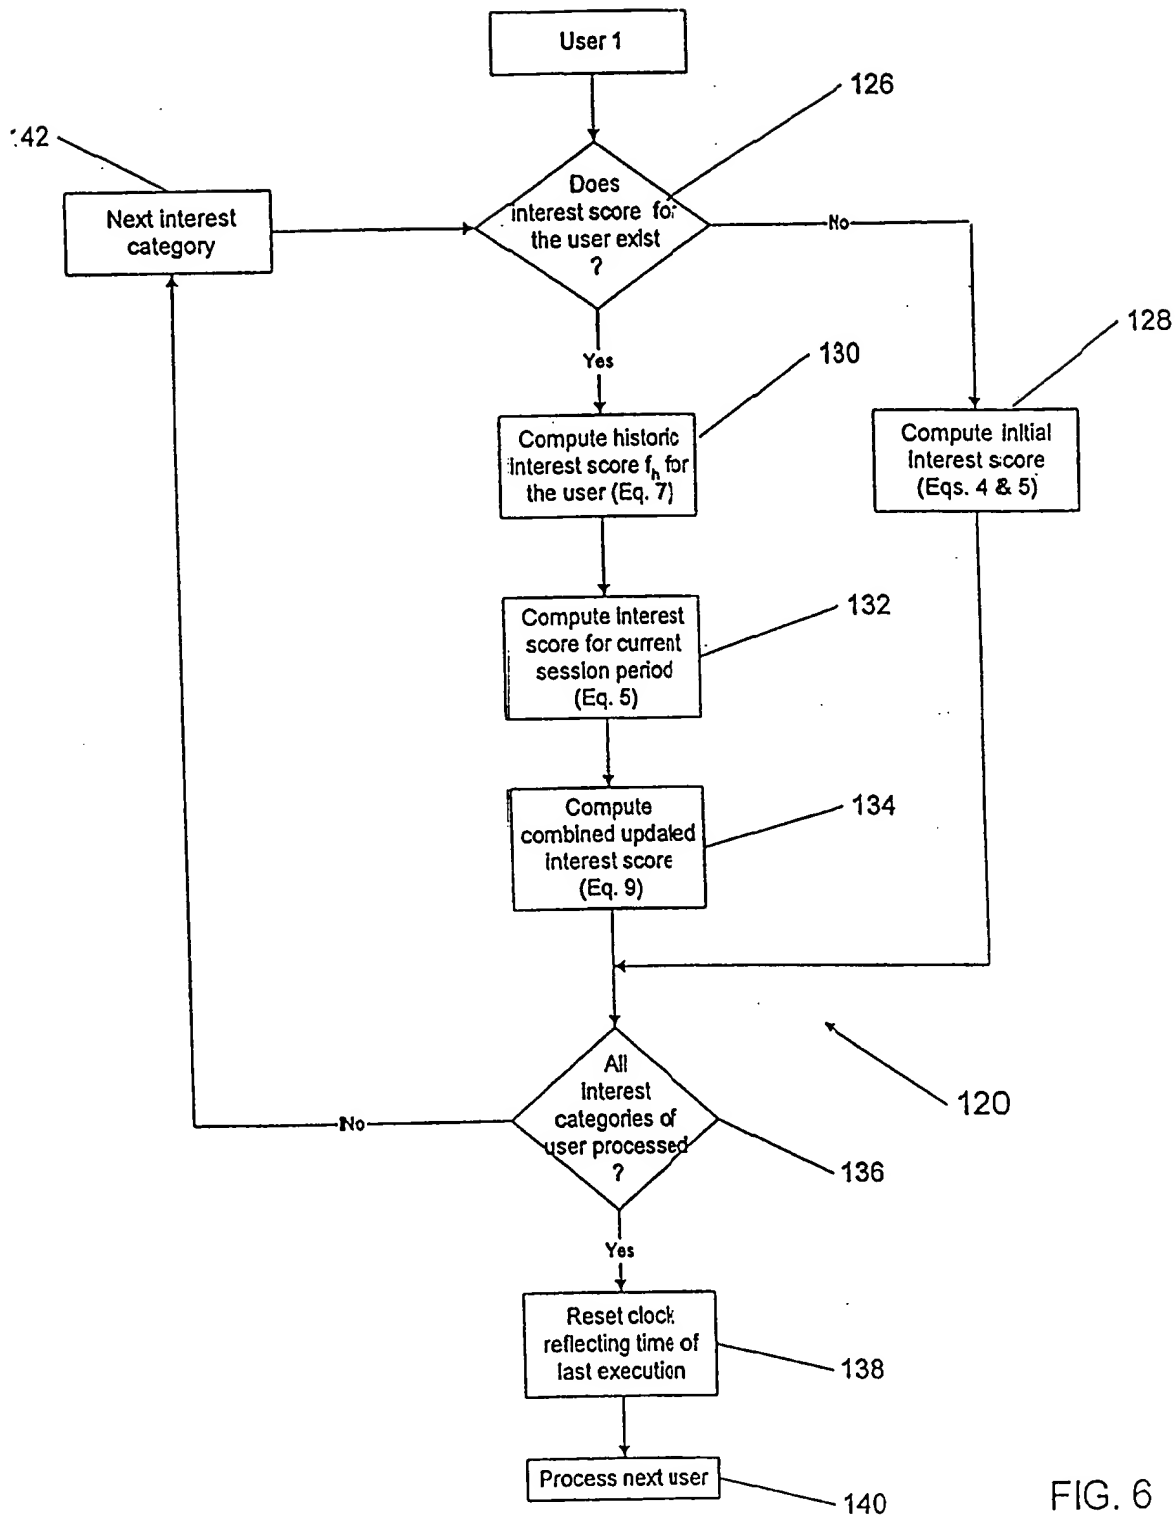 User 1
126
142
Does
interest score for
the user exist
?
Next interest
category
No
128
130
Yes
Compute historic
interest score fh for
the user (Eq. 7)
Compute initial
interest score
(Eqs. 4 & 5)
132
Compute interest
score for current
session period
(Eq. 5)
134
Compute
combined updated
interest score
(Eq. 9)
120
All
interest
categories of
user processed
?
No
136
Yes
Reset clock
reflecting time of
last execution
138
Process next user
140
FIG. 6